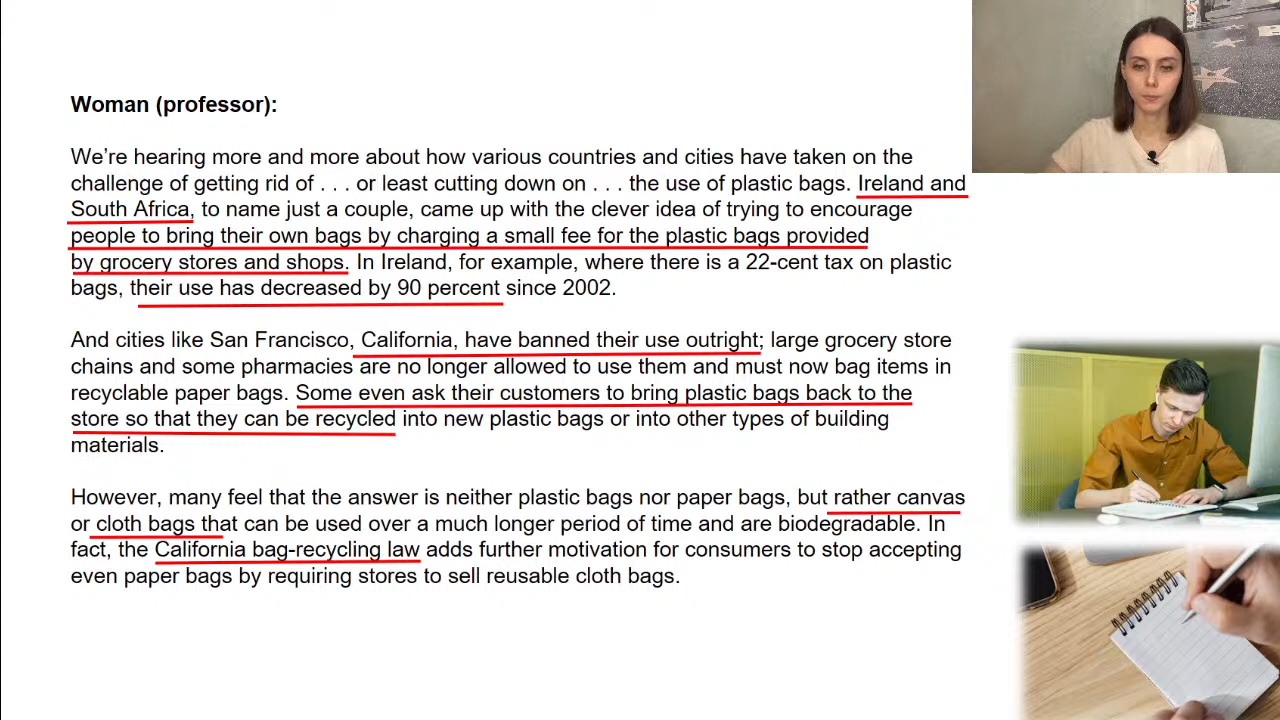 Woman (professor):
We're hearing more and more about how various countries and cities have taken on the
challenge of getting rid of . . . or least cutting down on . . . the use of plastic bags. Ireland and
South Africa, to name just a couple, came up with the clever idea of trying to encourage
people to bring their own bags by charging a small fee for the plastic bags provided
by grocery stores and shops. In Ireland, for example, where there is a 22-cent tax on plastic
bags, their use has decreased by 90 percent since 2002.
And cities like San Francisco, California, have banned their use outright; large grocery store
chains and some pharmacies are no longer allowed to use them and must now bag items in
recyclable paper bags. Some even ask their customers to bring plastic bags back to the
store so that they can be recycled into new plastic bags or into other types of building
materials.
However, many feel that the answer is neither plastic bags nor paper bags, but rather canvas
or cloth bags that can be used over a much longer period of time and are biodegradable. In
fact, the California bag-recycling law adds further motivation for consumers to stop accepting
even paper bags by requiring stores to sell reusable cloth bags.